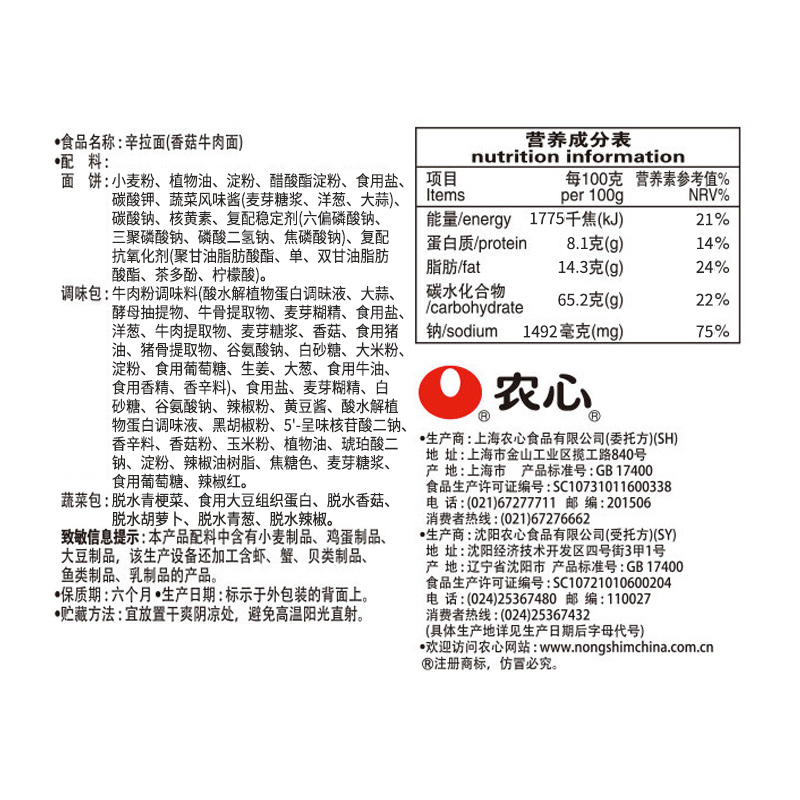 •食品名称:辛拉面(香菇牛肉面)
•配 料:
面 饼:小麦粉、植物油、淀粉、醋酸酯淀粉、食用盐、
碳酸钾、蔬菜风味酱(麦芽糖浆、洋葱、大蒜)、
碳酸钠、核黄素、复配稳定剂(六偏磷酸钠、
三聚磷酸钠、磷酸二氢钠、焦磷酸钠)、复配
抗氧化剂(聚甘油脂肪酸酯、单、双甘油脂肪
酸酯、茶多酚、柠檬酸)。
调味包:牛肉粉调味料(酸水解植物蛋白调味液、大蒜、
酵母抽提物、牛骨提取物、麦芽糊精、食用盐、
洋葱、牛肉提取物、麦芽糖浆、香菇、食用猪
油、猪骨提取物、谷氨酸钠、白砂糖、大米粉、
淀粉、食用葡萄糖、生姜、大葱、食用牛油、
食用香精、香辛料)、食用盐、麦芽糊精、白
砂糖、谷氨酸钠、辣椒粉、黄豆酱、酸水解植
物蛋白调味液、黑胡椒粉、5'-呈味核苷酸二钠、
香辛料、香菇粉、玉米粉、植物油、琥珀酸二
钠、淀粉、辣椒油树脂、焦糖色、麦芽糖浆、
食用葡萄糖、辣椒红。
蔬菜包:脱水青梗菜、食用大豆组织蛋白、脱水香菇、
脱水胡萝卜、脱水青葱、脱水辣椒。
致敏信息提示:本产品配料中含有小麦制品、鸡蛋制品、
大豆制品，该生产设备还加工含虾、蟹、贝类制品、
鱼类制品、乳制品的产品。
•保质期:六个月•生产日期:标示于外包装的背面上。
•贮藏方法:宜放置干爽阴凉处，避免高温阳光直射。
营养成分表
nutrition information
项目 每100克 营养素参考值%
Items per 100g NRV%
能量/energy 1775千焦(kJ) 21%
蛋白质/protein 8.1克(g) 14%
脂肪/fat 14.3克(g) 24%
碳水化合物
/carbohydrate 65.2克(g) 22%
钠/sodium 1492毫克(mg) 75%
® 农心®
•生产商:上海农心食品有限公司(委托方)(SH)
地 址:上海市金山工业区揽工路840号
产 地:上海市 产品标准号:GB 17400
食品生产许可证编号:SC10731011600338
电 话:(021)67277711 邮 编:201506
消费者热线:(021)67276662
•生产商:沈阳农心食品有限公司(受托方)(SY)
地 址:沈阳经济技术开发区四号街3甲1号
产 地:辽宁省沈阳市 产品标准号:GB 17400
食品生产许可证编号:SC10721010600204
电 话:(024)25367480 邮 编:110027
消费者热线:(024)25367432
(具体生产地详见生产日期后字母代号)
•欢迎访问农心网站:www.nongshimchina.com.cn
®注册商标，仿冒必究。